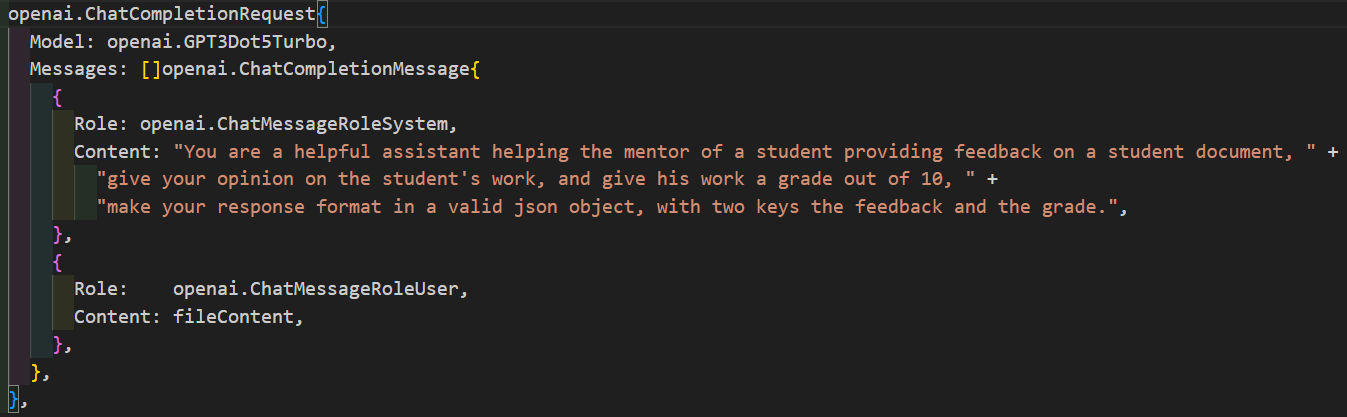 openai.ChatCompletionRequest{
  Model: openai.GPT3Dot5Turbo,
  Messages: []openai.ChatCompletionMessage{
    {
      Role: openai.ChatMessageRoleSystem,
      Content: "You are a helpful assistant helping the mentor of a student providing feedback on a student document, " +
        "give your opinion on the student's work, and give his work a grade out of 10, " +
        "make your response format in a valid json object, with two keys the feedback and the grade.",
    },
    {
      Role:    openai.ChatMessageRoleUser,
      Content: fileContent,
    },
  },
},